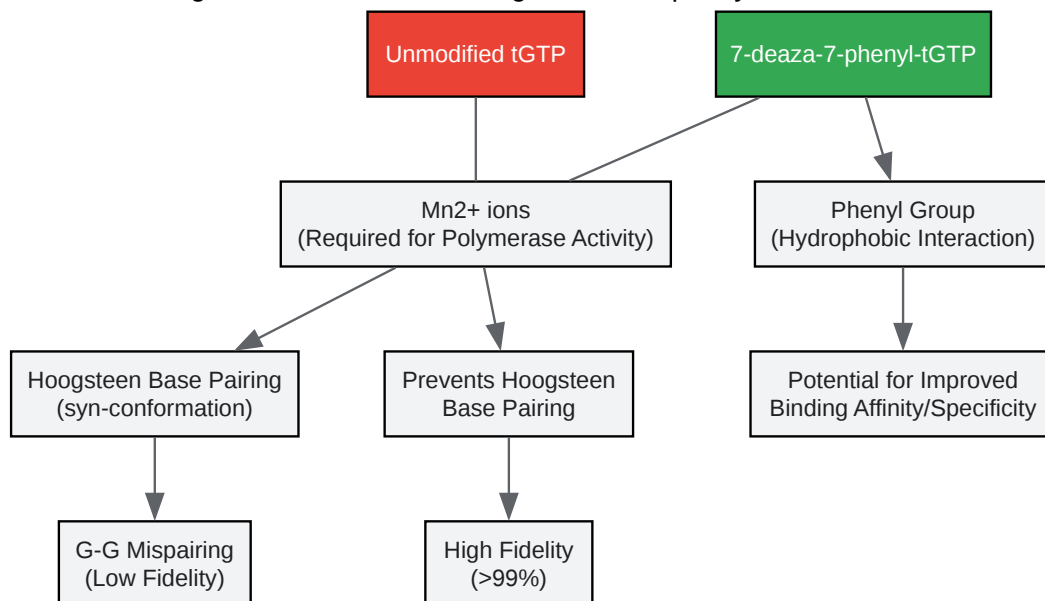 Unmodified tGTP
7-deaza-7-phenyl-tGTP
Mn2+ ions
(Required for Polymerase Activity)
Phenyl Group
(Hydrophobic Interaction)
Hoogsteen Base Pairing
(syn-conformation)
Prevents Hoogsteen
Base Pairing
Potential for Improved
Binding Affinity/Specificity
G-G Mispairing
(Low Fidelity)
High Fidelity
(>99%)